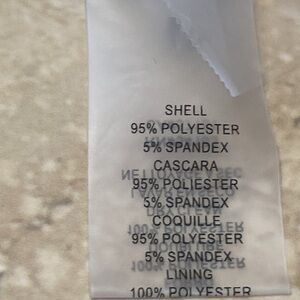 SHELL
95% POLYESTER
5% SPANDEX
CASCARA
95% POLIESTER
5% SPANDEX
COQUILLE
95% POLYESTER
5% SPANDEX
LINING
100% POLYESTER